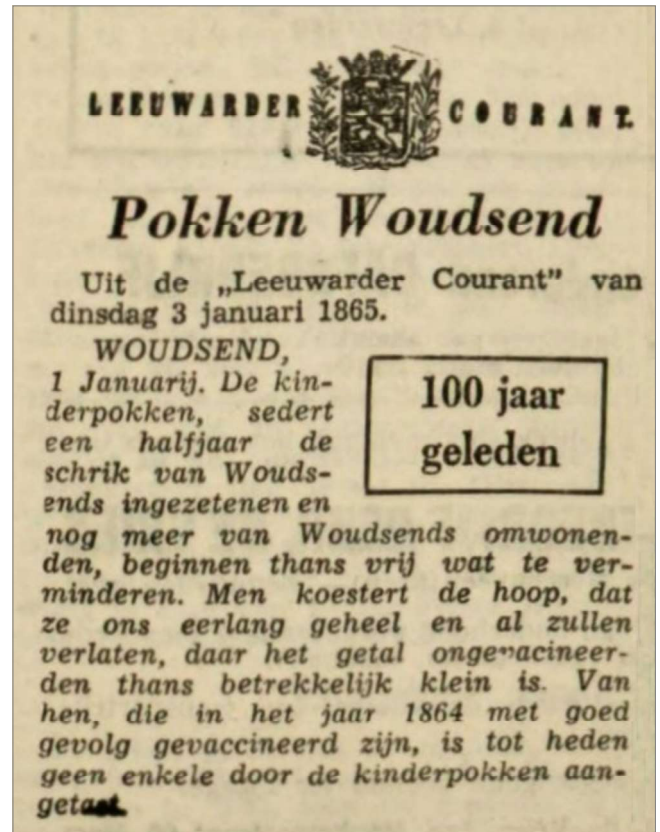 LEEUWARDER COURANT.
Pokken Woudsend
Uit de „Leeuwarder Courant” van
dinsdag 3 januari 1865.
WOUDSEND,
1 Januarij. De kin-
derpokken, sedert
een halfjaar de
schrik van Wouds-
ends ingezetenen en
100 jaar
geleden
nog meer van Woudsends omwonen-
den, beginnen thans vrij wat te ver-
minderen. Men koestert de hoop, dat
ze ons eerlang geheel en al zullen
verlaten, daar het getal ongevacineer-
den thans betrekkelijk klein is. Van
hen, die in het jaar 1864 met goed
gevolg gevaccineerd zijn, is tot heden
geen enkele door de kinderpokken aan-
getast.